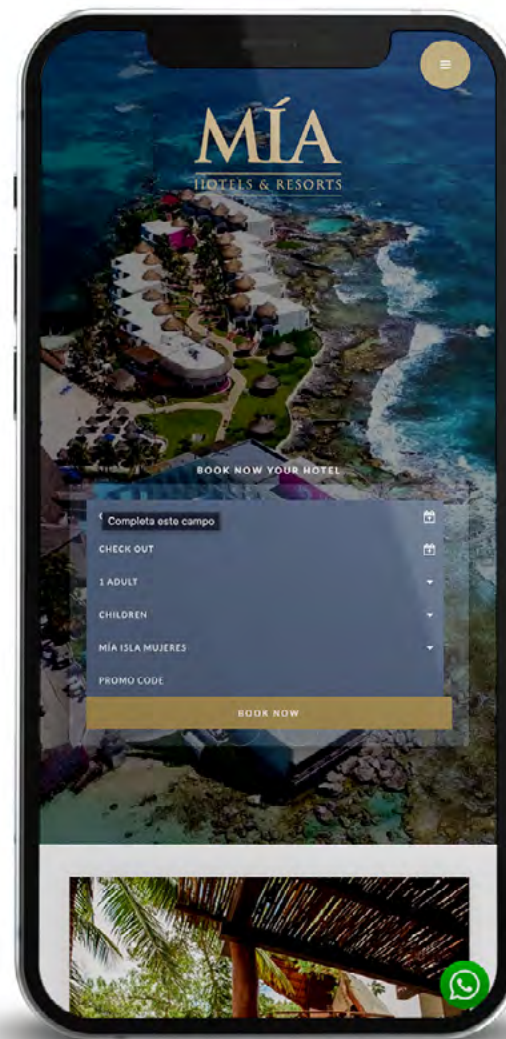 MÍA
HOTELS & RESORTS
BOOK NOW YOUR HOTEL
Completa este campo
CHECK OUT
1 ADULT
CHILDREN
MÍA ISLA MUJERES
PROMO CODE
BOOK NOW